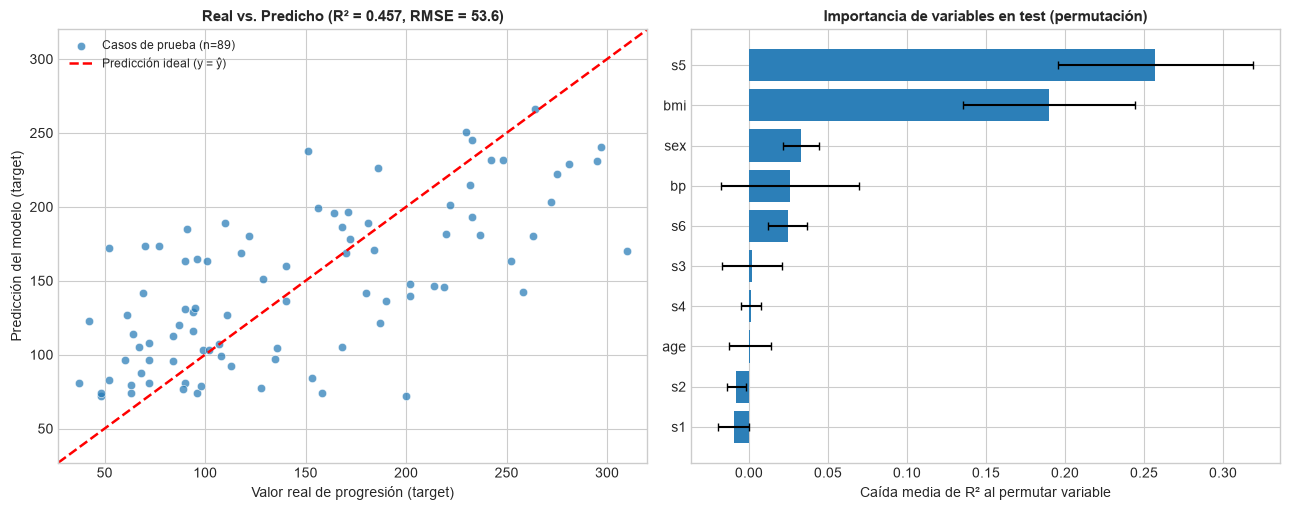 Real vs. Predicho (R² = 0.457, RMSE = 53.6)
Casos de prueba (n=89)
Predicción ideal (y = ŷ)
Predicción del modelo (target)
300
250
200
150
100
50
50 100 150 200 250 300
Valor real de progresión (target)
Importancia de variables en test (permutación)
s5
bmi
sex
bp
s6
s3
s4
age
s2
s1
0.00 0.05 0.10 0.15 0.20 0.25 0.30
Caída media de R² al permutar variable